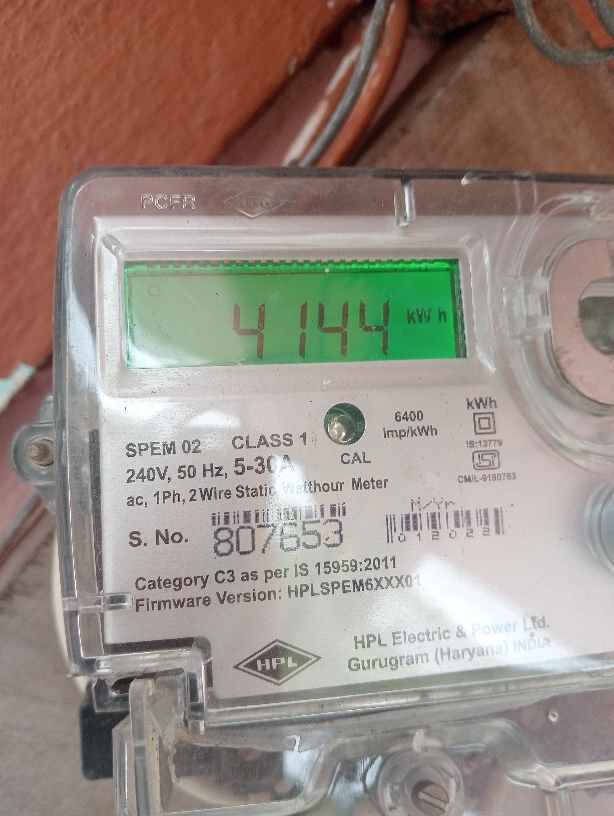 PCFR
4144 kWh
6400
imp/kWh
kWh
IS:13779
CM/L-9190763
SPEM 02 CLASS 1
CAL
240V, 50 Hz, 5-30A
ac, 1Ph, 2 Wire Static Watthour Meter
M/Yr.
S. No. 807653
012022
Category C3 as per IS 15959:2011
Firmware Version: HPLSPEM6XXX01
HPL
HPL Electric & Power Ltd.
Gurugram (Haryana) INDIA